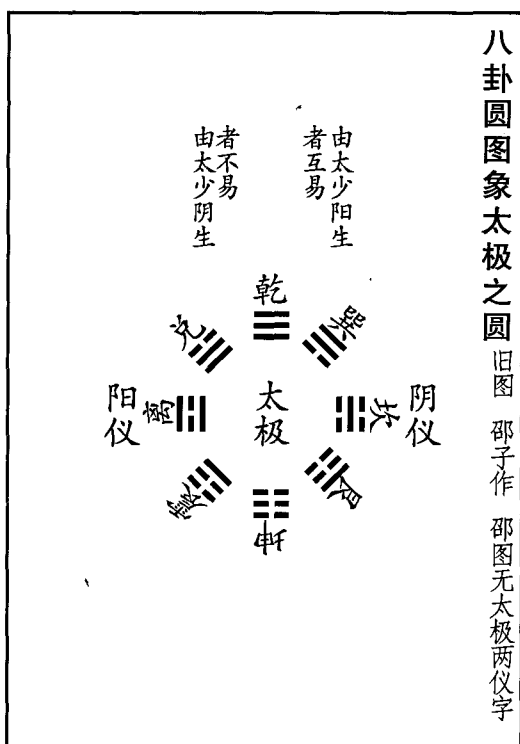 八卦圆图象太极之圆
旧图 邵子作 邵图无太极两仪字
由太少阳生
者互易
由太少阴生
者不易
乾
兑
巽
阳仪
离
太极
坎
阴仪
震
艮
坤